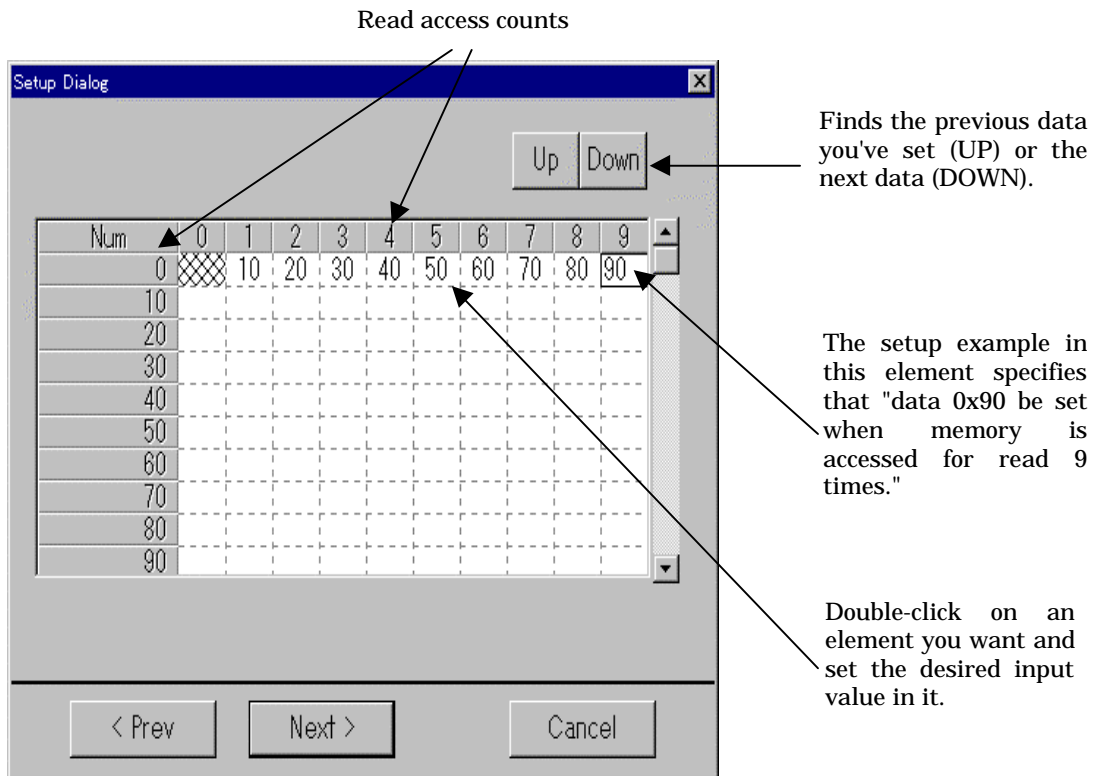 Read access counts
Setup Dialog
Up Down
Finds the previous data
you've set (UP) or the
next data (DOWN).
Num 0 1 2 3 4 5 6 7 8 9
0 10 20 30 40 50 60 70 80 90
10
20
30
40
50
60
70
80
90
The setup example in
this element specifies
that "data 0x90 be set
when memory is
accessed for read 9
times."
Double-click on an
element you want and
set the desired input
value in it.
< Prev Next > Cancel